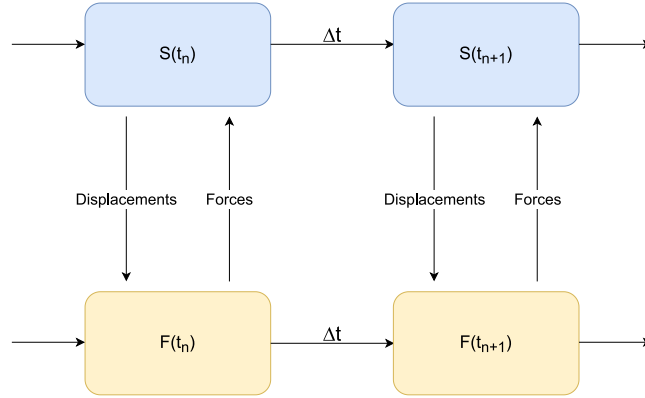 S(tₙ) Δt S(tₙ₊₁)
Displacements Forces Displacements Forces
F(tₙ) Δt F(tₙ₊₁)